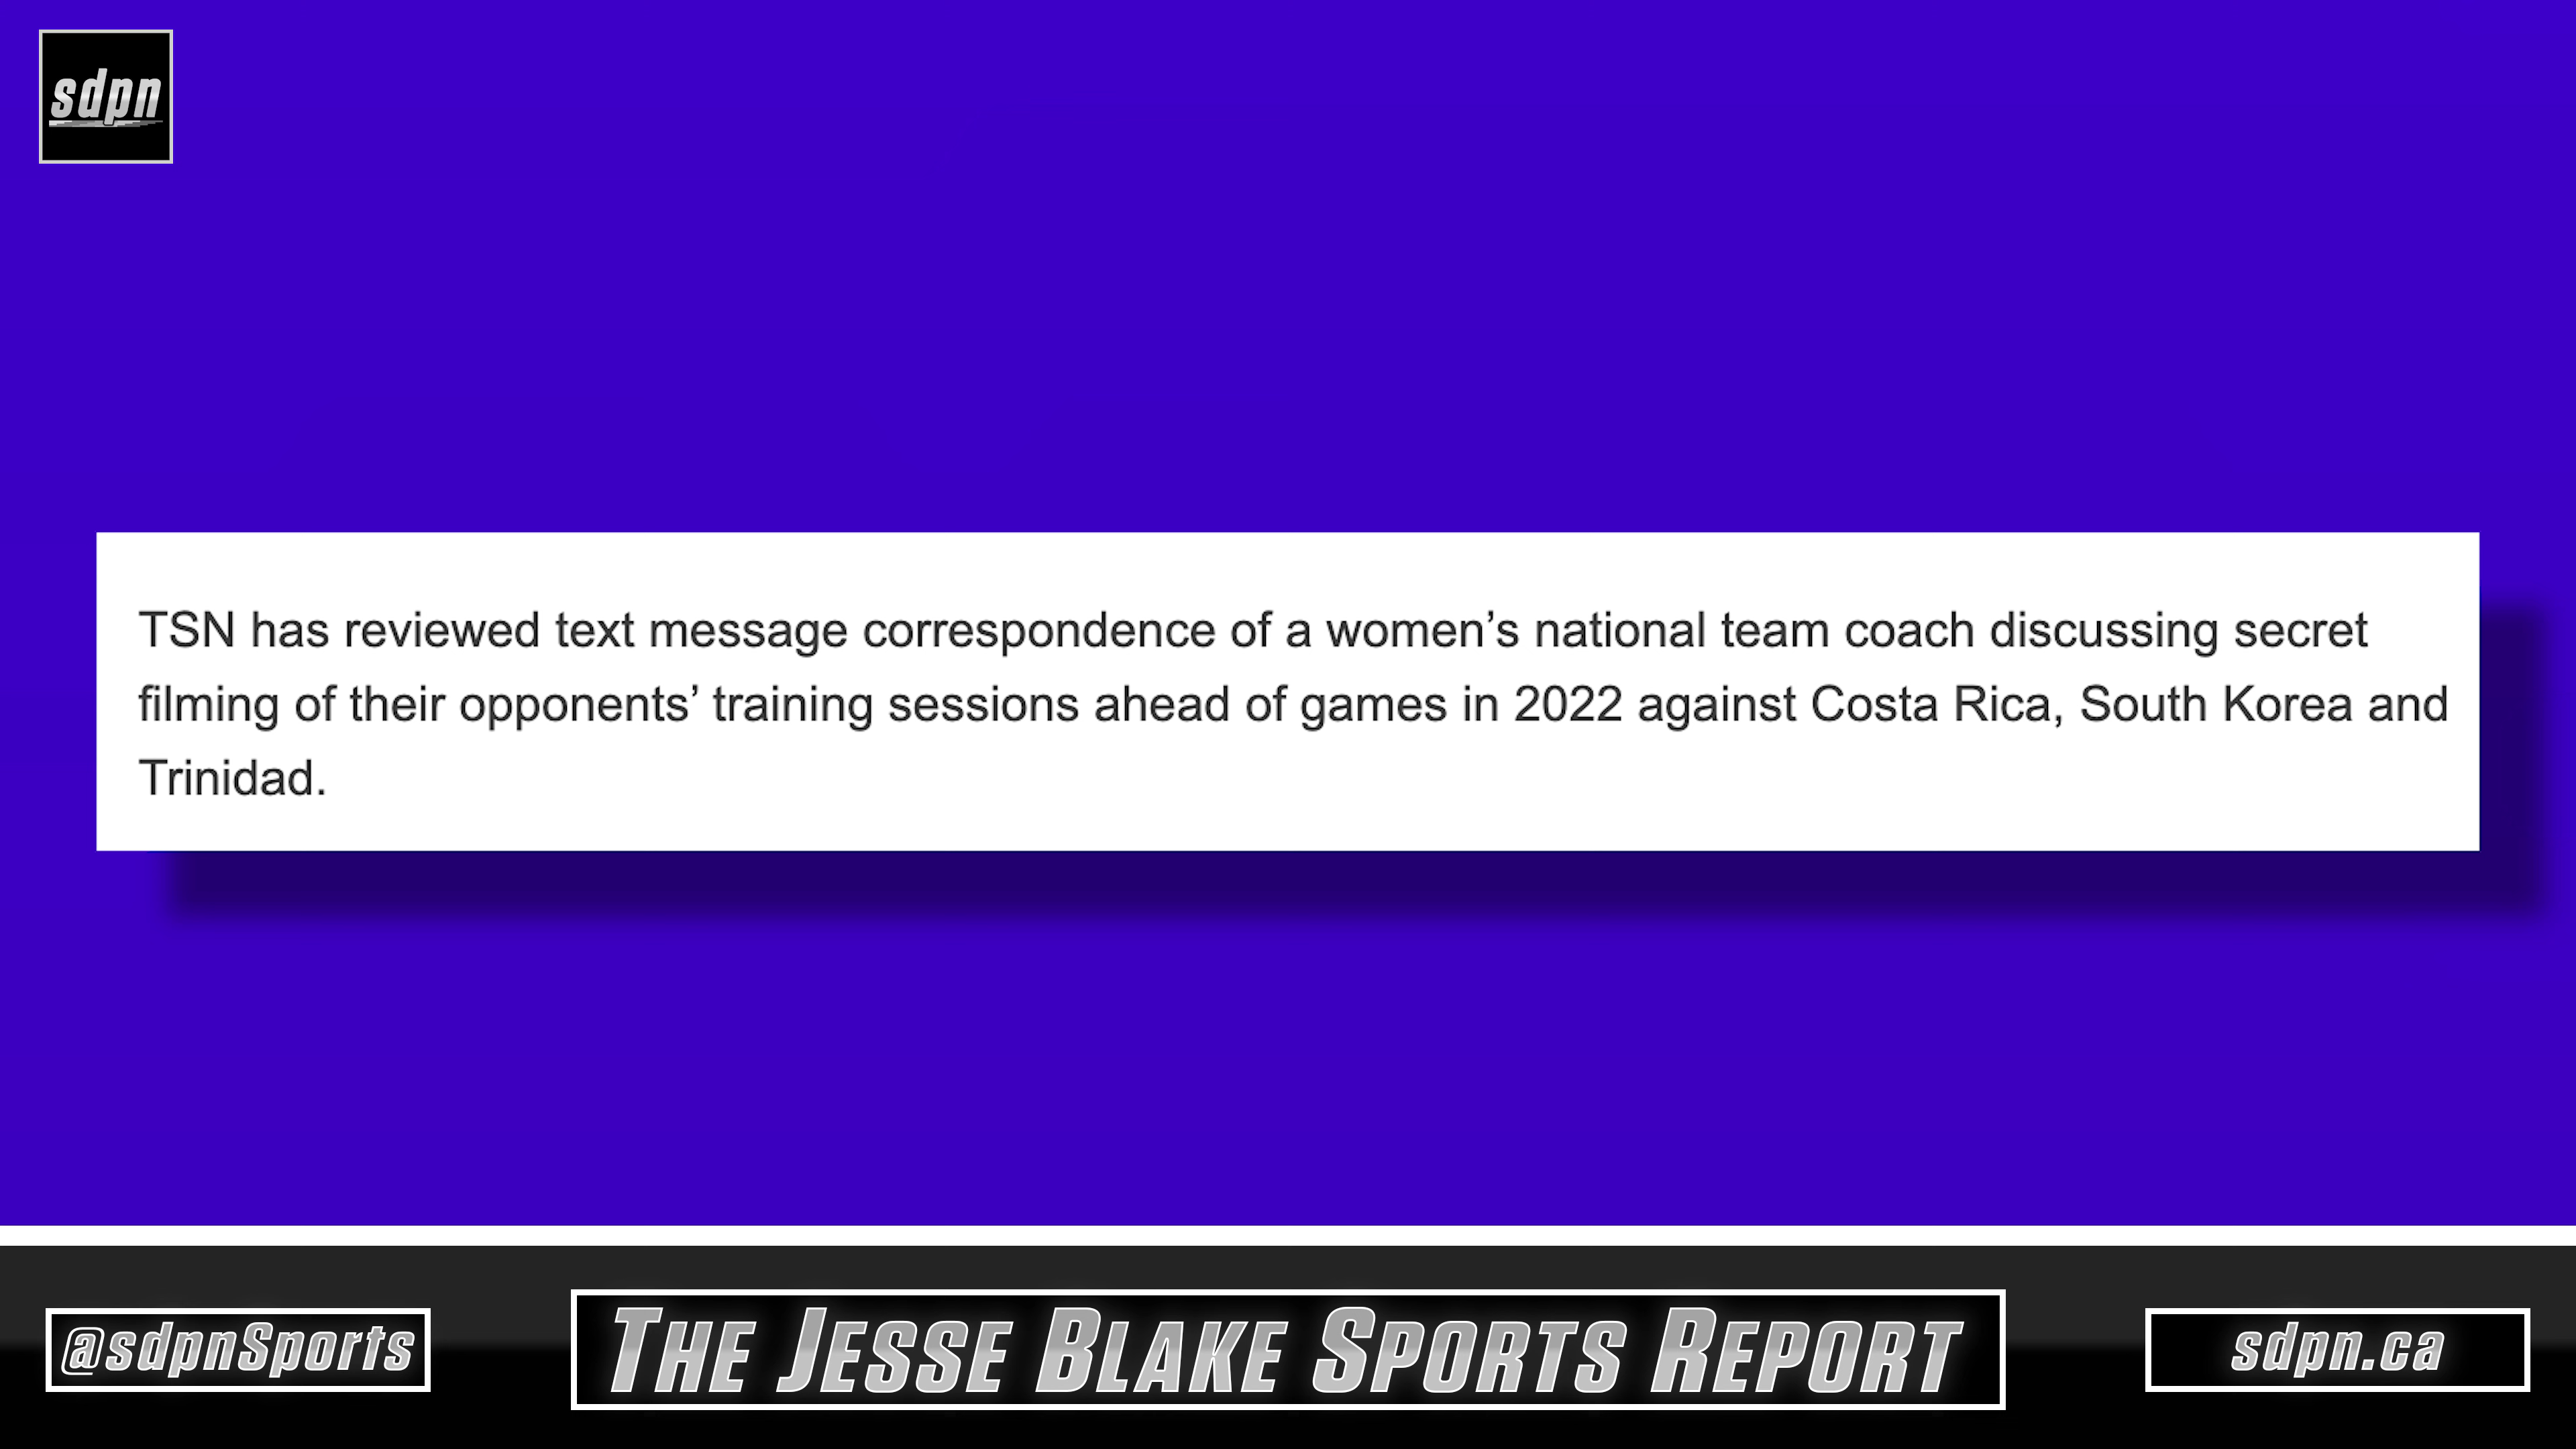 sdpn
TSN has reviewed text message correspondence of a women’s national team coach discussing secret
filming of their opponents’ training sessions ahead of games in 2022 against Costa Rica, South Korea and
Trinidad.
@sdpnSports
THE JESSE BLAKE SPORTS REPORT
sdpn.ca